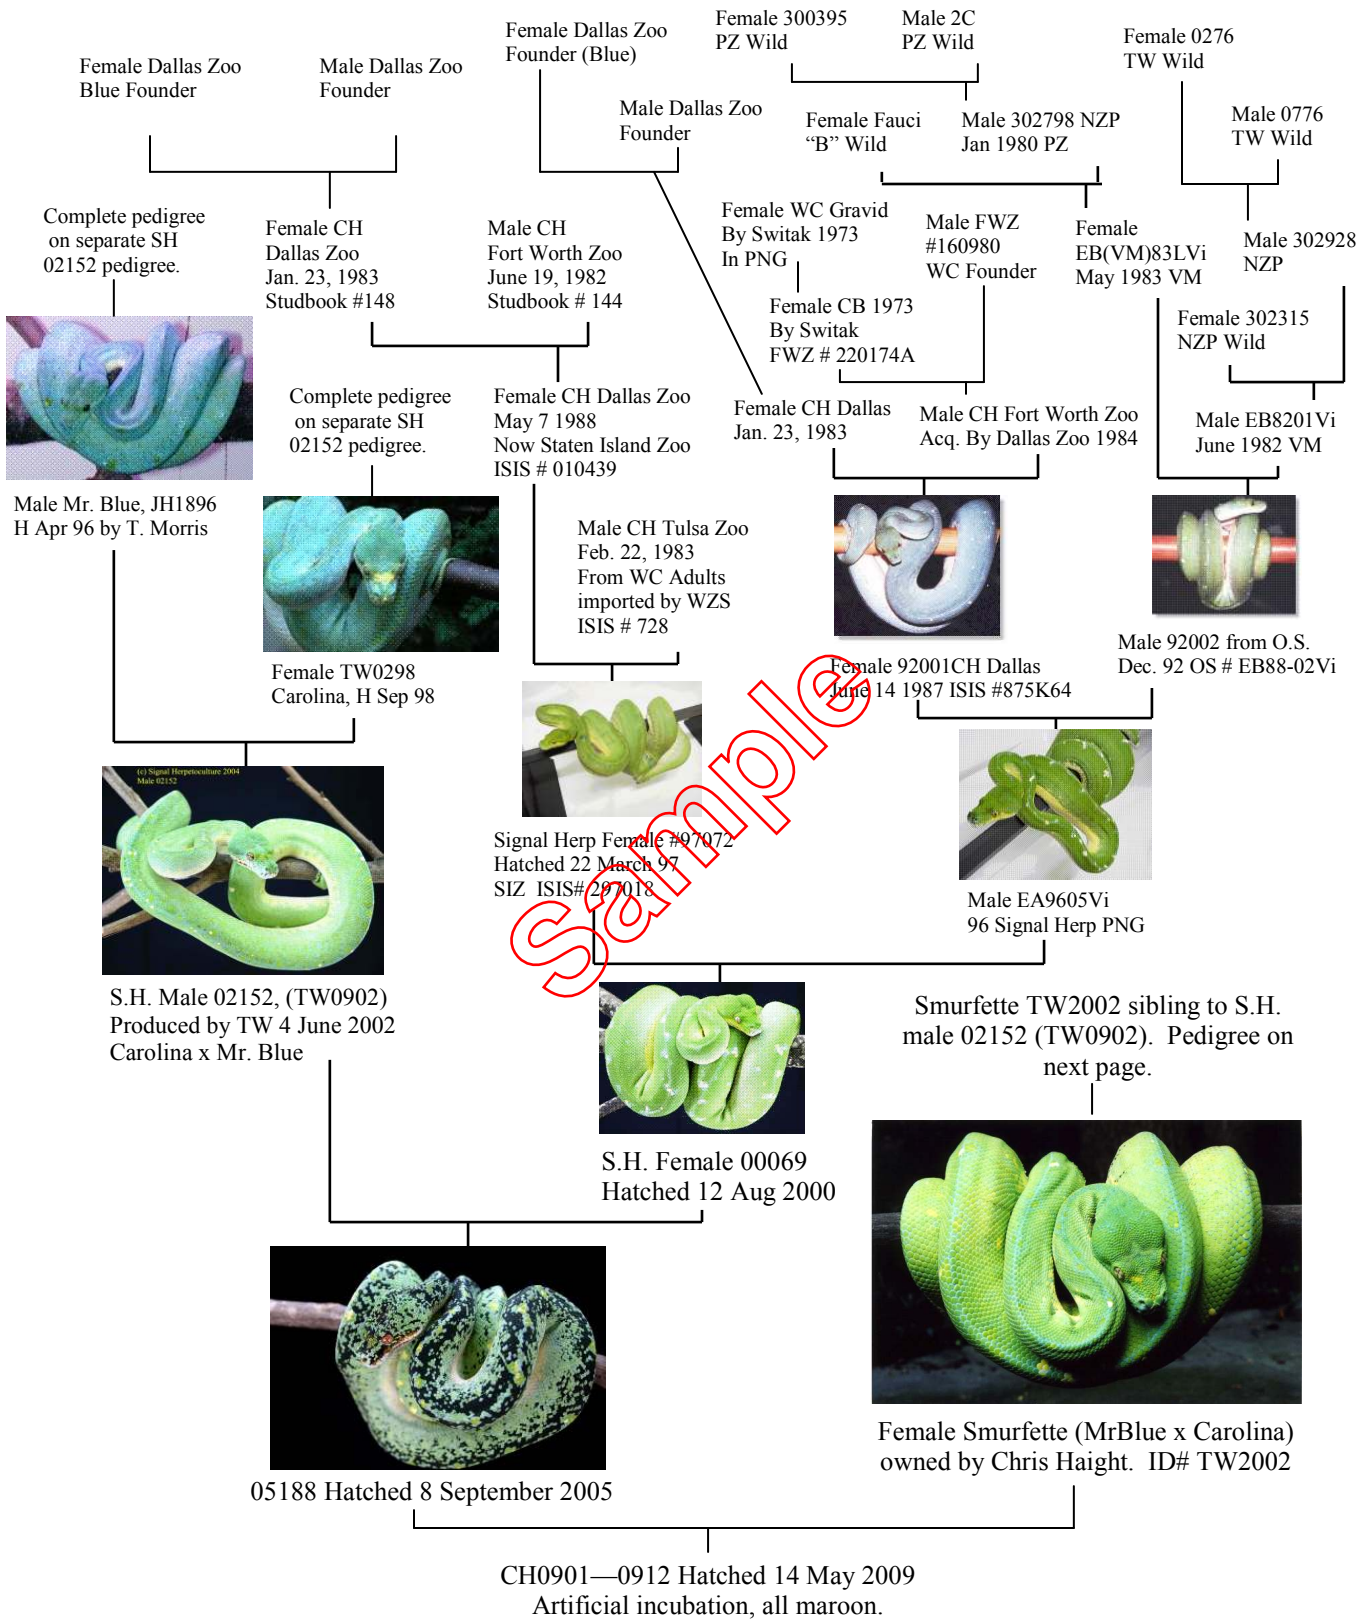 Female Dallas Zoo
Blue Founder
Male Dallas Zoo
Founder
Female Dallas Zoo
Founder (Blue)
Male Dallas Zoo
Founder
Female 300395
PZ Wild
Male 2C
PZ Wild
Female 0276
TW Wild
Male 0776
TW Wild
Female Fauci
“B” Wild
Male 302798 NZP
Jan 1980 PZ
Complete pedigree
on separate SH
02152 pedigree.
Female CH
Dallas Zoo
Jan. 23, 1983
Studbook #148
Male CH
Fort Worth Zoo
June 19, 1982
Studbook # 144
Female WC Gravid
By Switak 1973
In PNG
Male FWZ
#160980
WC Founder
Female
EB(VM)83LVi
May 1983 VM
Male 302928
NZP
Female CB 1973
By Switak
FWZ # 220174A
Female 302315
NZP Wild
Complete pedigree
on separate SH
02152 pedigree.
Female CH Dallas Zoo
May 7 1988
Now Staten Island Zoo
ISIS # 010439
Female CH Dallas
Jan. 23, 1983
Male CH Fort Worth Zoo
Acq. By Dallas Zoo 1984
Male EB8201Vi
June 1982 VM
Male Mr. Blue, JH1896
H Apr 96 by T. Morris
Male CH Tulsa Zoo
Feb. 22, 1983
From WC Adults
imported by WZS
ISIS # 728
Female TW0298
Carolina, H Sep 98
Female 92001CH Dallas
June 14 1987 ISIS #875K64
Male 92002 from O.S.
Dec. 92 OS # EB88-02Vi
(c) Signal Herpetoculture 2004
Male 02152
Signal Herp Female #97072
Hatched 22 March 97
SIZ ISIS# 297018
Sample
Male EA9605Vi
96 Signal Herp PNG
S.H. Male 02152, (TW0902)
Produced by TW 4 June 2002
Carolina x Mr. Blue
Smurfette TW2002 sibling to S.H.
male 02152 (TW0902). Pedigree on
next page.
S.H. Female 00069
Hatched 12 Aug 2000
Female Smurfette (MrBlue x Carolina)
owned by Chris Haight. ID# TW2002
05188 Hatched 8 September 2005
CH0901—0912 Hatched 14 May 2009
Artificial incubation, all maroon.